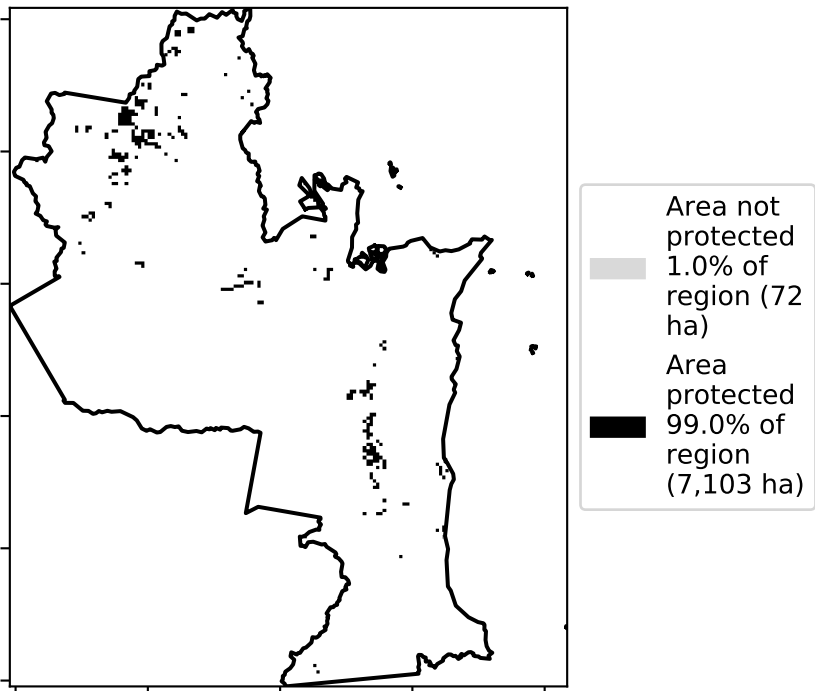 Area not
protected
1.0% of
region (72
ha)
Area
protected
99.0% of
region
(7,103 ha)